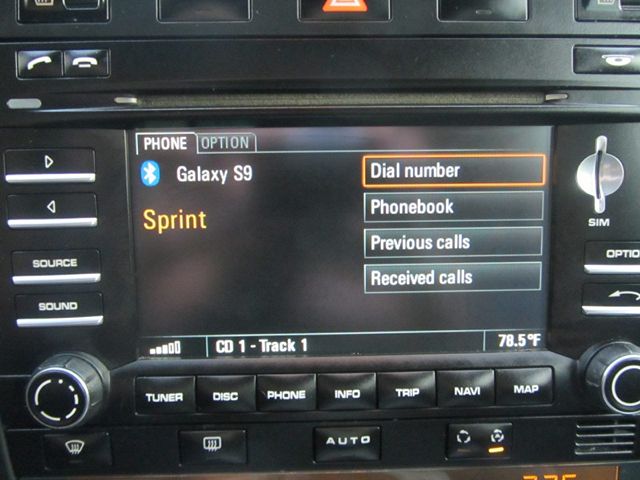 PHONE OPTION
Galaxy S9
Sprint
Dial number
Phonebook
Previous calls
Received calls
CD 1 - Track 1
78.5°F
SOURCE
SOUND
SIM
TUNER DISC PHONE INFO TRIP NAVI MAP
AUTO